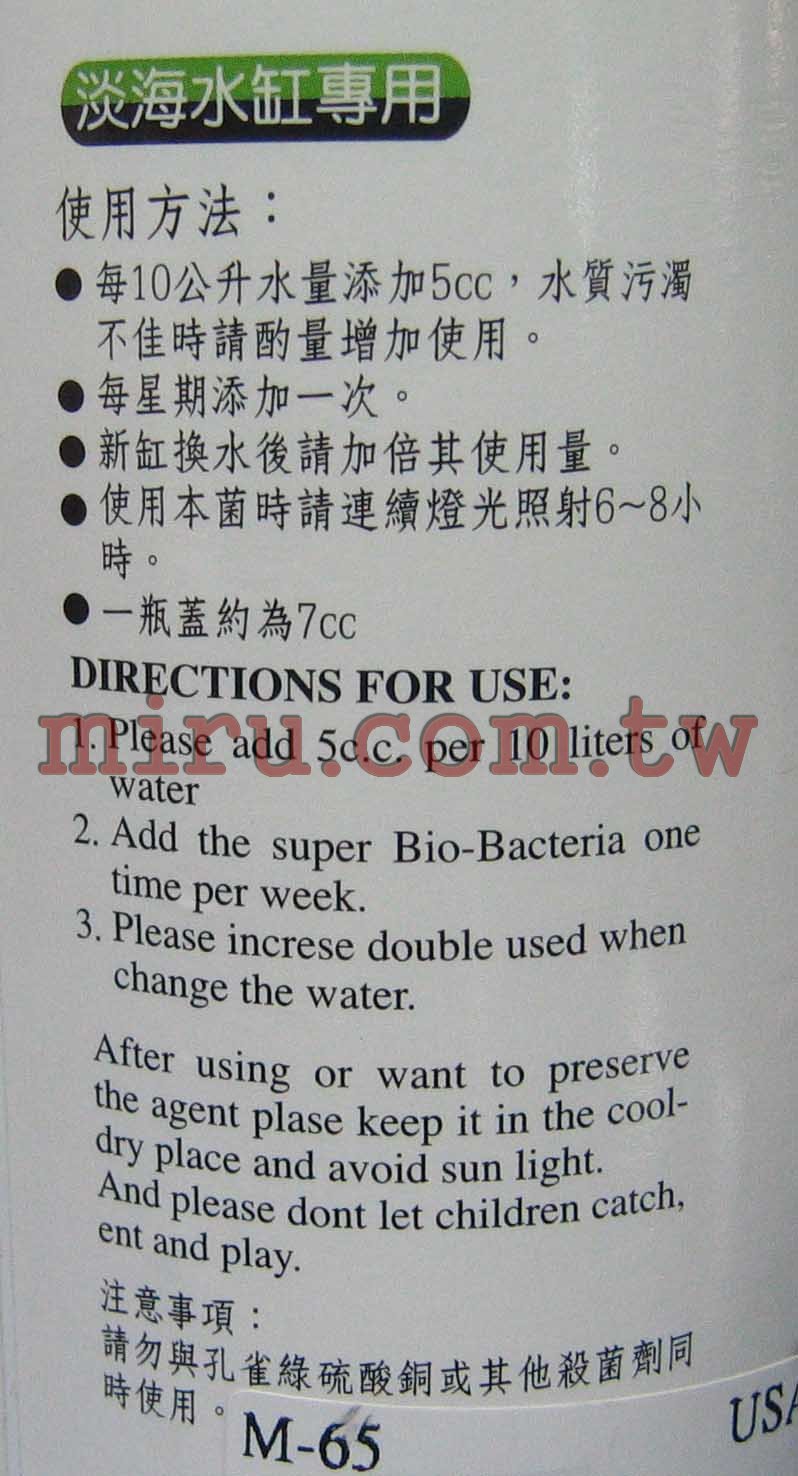 淡海水缸專用
使用方法：
●每10公升水量添加5cc，水質污濁
不佳時請酌量增加使用。
●每星期添加一次。
●新缸換水後請加倍其使用量。
●使用本菌時請連續燈光照射6~8小
時。
●一瓶蓋約為7cc
DIRECTIONS FOR USE:
1. Please add 5c.c. per 10 liters of
water
miru.com.tw
2. Add the super Bio-Bacteria one
time per week.
3. Please increse double used when
change the water.
After using or want to preserve
the agent plase keep it in the cool-
dry place and avoid sun light.
And please dont let children catch,
ent and play.
注意事項：
請勿與孔雀綠硫酸銅或其他殺菌劑同
時使用。
M-65
USA